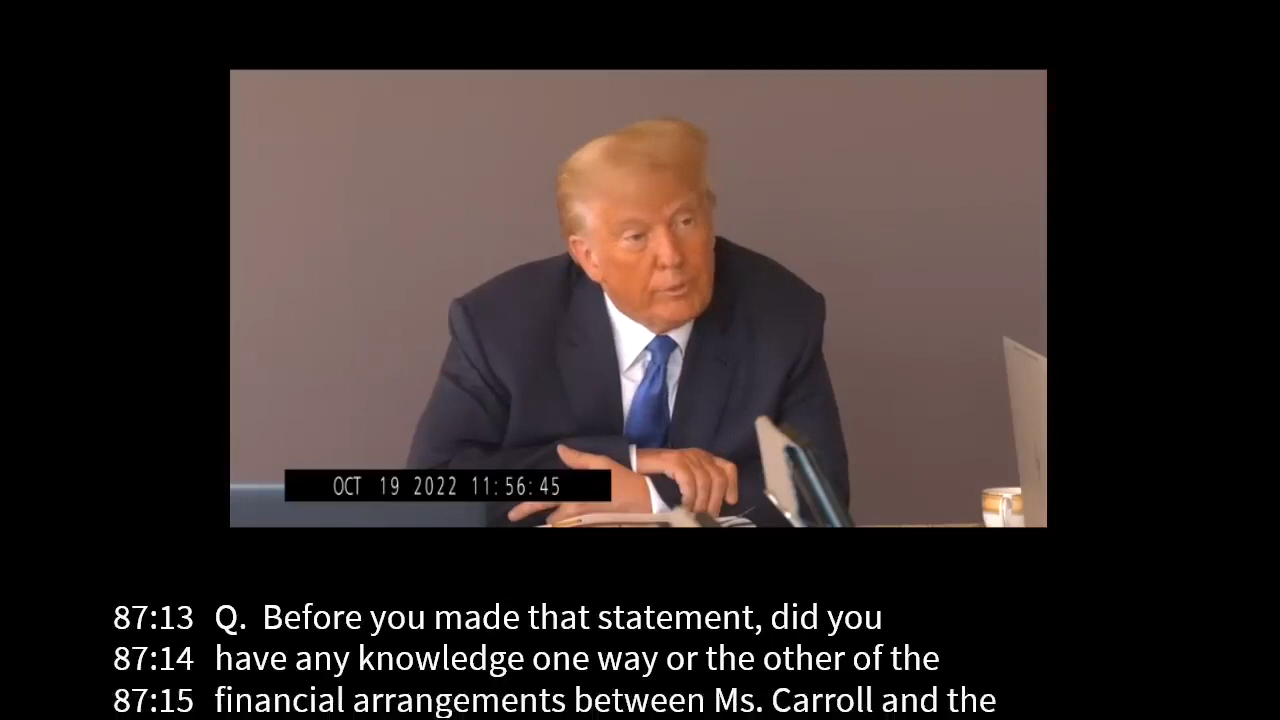 OCT 19 2022 11:56:45
87:13 Q. Before you made that statement, did you
87:14 have any knowledge one way or the other of the
87:15 financial arrangements between Ms. Carroll and the